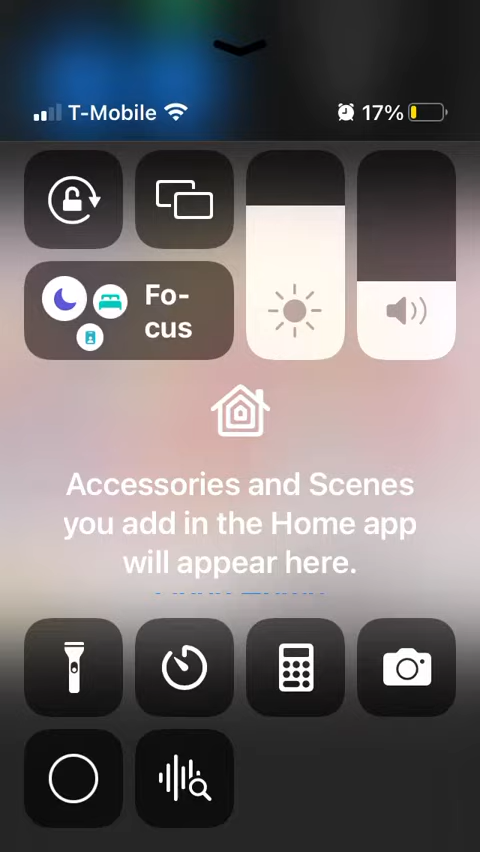 T-Mobile 17%
Fo-
cus
Accessories and Scenes
you add in the Home app
will appear here.